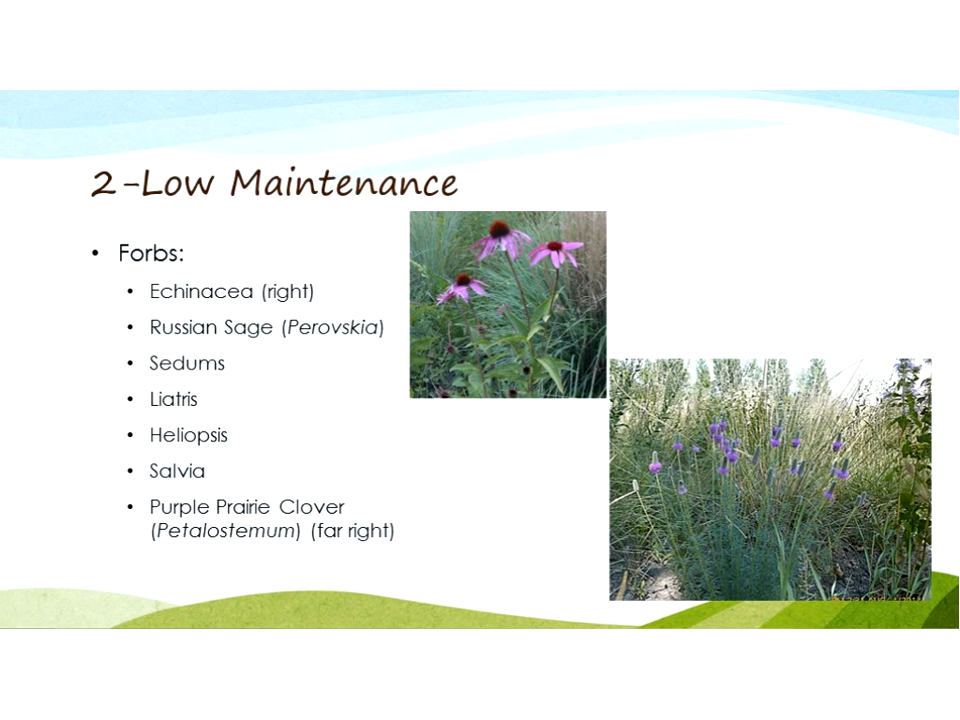 2-Low Maintenance
• Forbs:
• Echinacea (right)
• Russian Sage (Perovskia)
• Sedums
• Liatris
• Heliopsis
• Salvia
• Purple Prairie Clover
(Petalostemum) (far right)